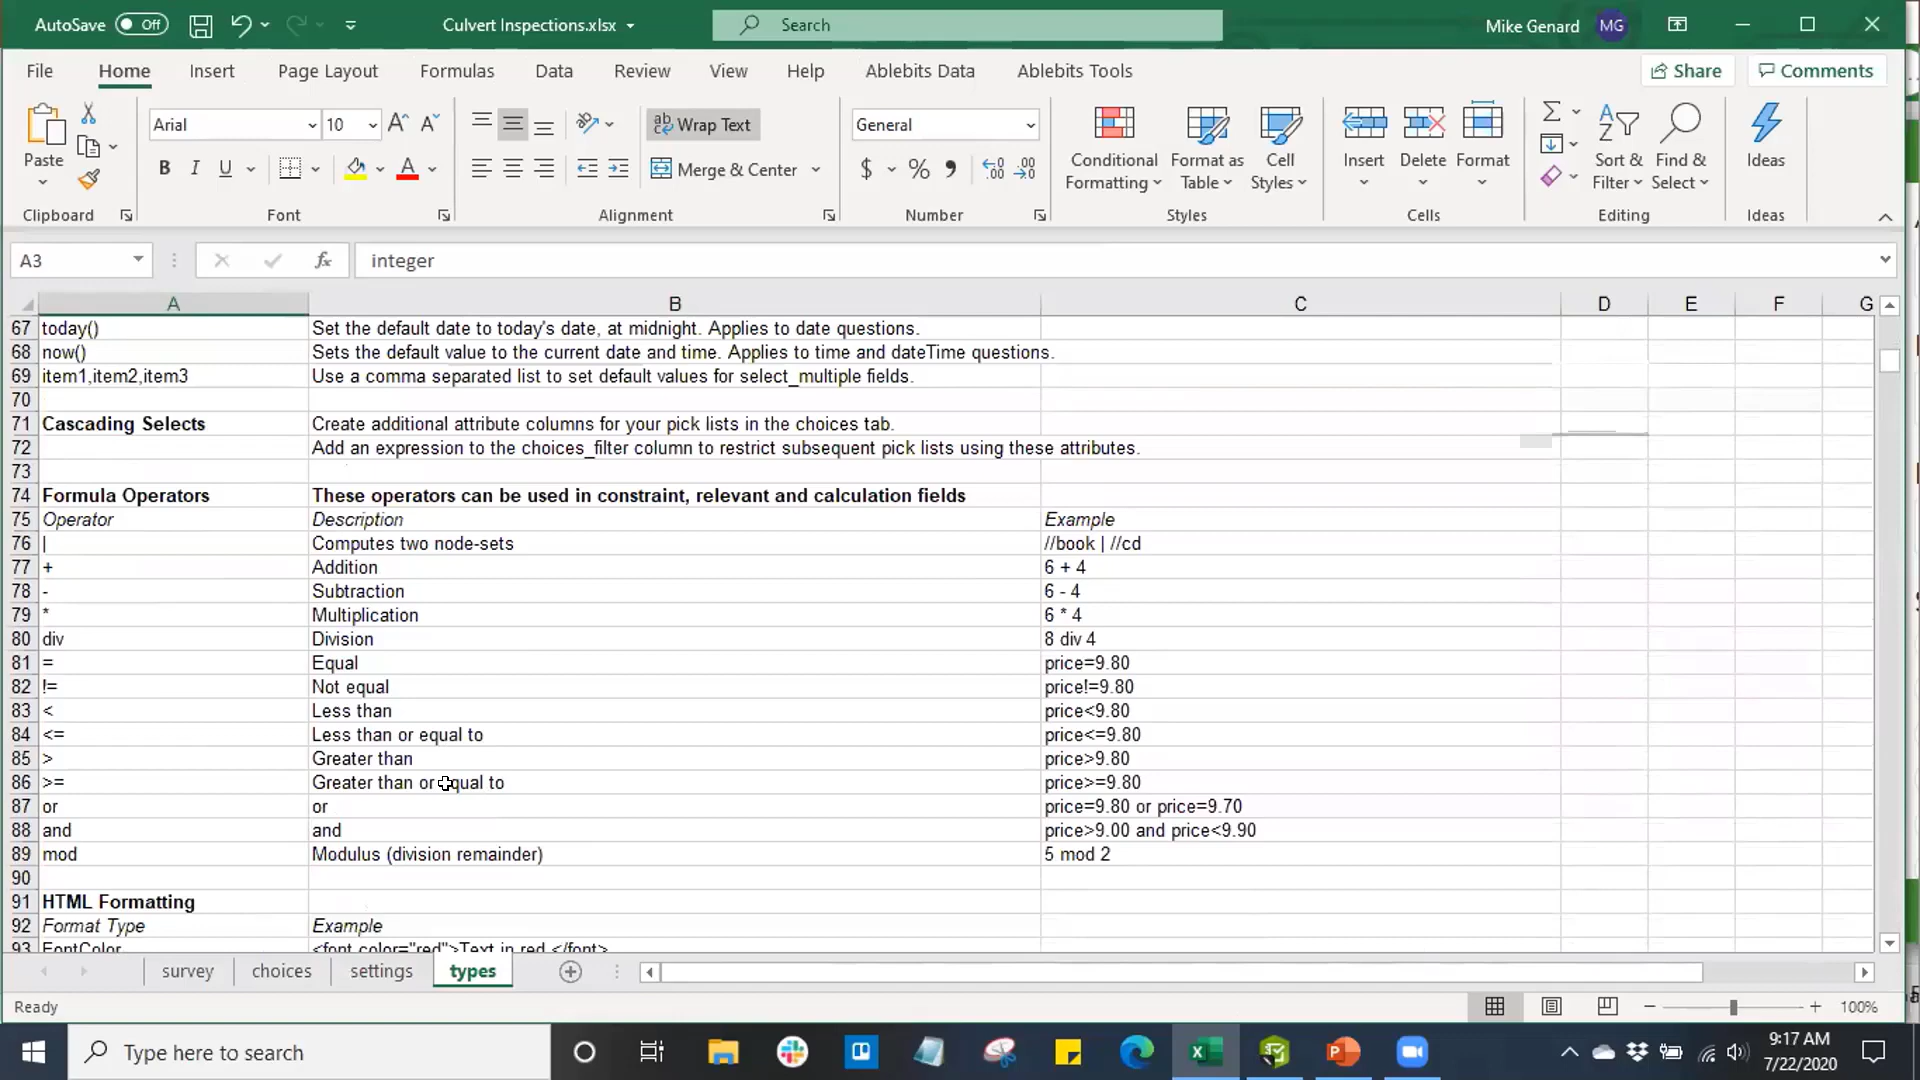 AutoSave Off Culvert Inspections.xlsx Search Mike Genard MG
File Home Insert Page Layout Formulas Data Review View Help Ablebits Data Ablebits Tools Share Comments
Paste Arial 10 Wrap Text General Conditional Formatting Format as Table Cell Styles Insert Delete Format Sort & Filter Find & Select Ideas
B I U Merge & Center $ %
Clipboard Font Alignment Number Styles Cells Editing Ideas
A3 fx integer
A B C D E F G
67 today() Set the default date to today's date, at midnight. Applies to date questions.
68 now() Sets the default value to the current date and time. Applies to time and dateTime questions.
69 item1,item2,item3 Use a comma separated list to set default values for select_multiple fields.
70
71 Cascading Selects Create additional attribute columns for your pick lists in the choices tab.
72 Add an expression to the choices_filter column to restrict subsequent pick lists using these attributes.
73
74 Formula Operators These operators can be used in constraint, relevant and calculation fields
75 Operator Description Example
76 | Computes two node-sets //book | //cd
77 + Addition 6 + 4
78 - Subtraction 6 - 4
79 * Multiplication 6 * 4
80 div Division 8 div 4
81 = Equal price=9.80
82 != Not equal price!=9.80
83 < Less than price<9.80
84 <= Less than or equal to price<=9.80
85 > Greater than price>9.80
86 >= Greater than or equal to price>=9.80
87 or or price=9.80 or price=9.70
88 and and price>9.00 and price<9.90
89 mod Modulus (division remainder) 5 mod 2
90
91 HTML Formatting
92 Format Type Example
93 FontColor <font color="red">Text in red </font>
survey choices settings types
Ready 100%
Type here to search 9:17 AM
7/22/2020